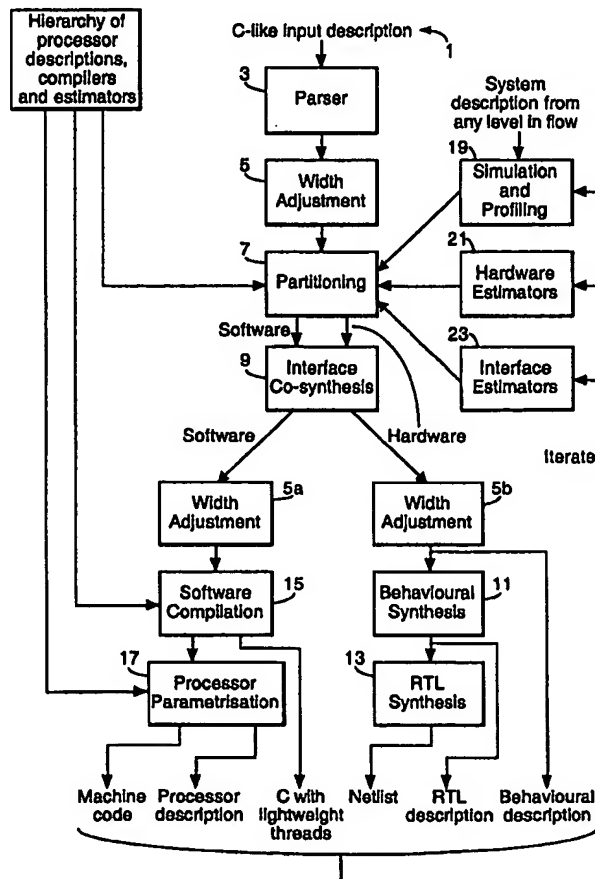 Hierarchy of
processor
descriptions,
compilers
and estimators
C-like input description
1
3
Parser
System
description from
any level in flow
5
Width
Adjustment
19
Simulation
and
Profiling
7
Partitioning
21
Hardware
Estimators
Software
23
Interface
Estimators
9
Interface
Co-synthesis
Software
Hardware
Iterate
Width
Adjustment
5a
Width
Adjustment
5b
Software
Compilation
15
Behavioural
Synthesis
11
17
Processor
Parametrisation
13
RTL
Synthesis
Machine
code
Processor
description
C with
lightweight
threads
Netlist
RTL
description
Behavioural
description